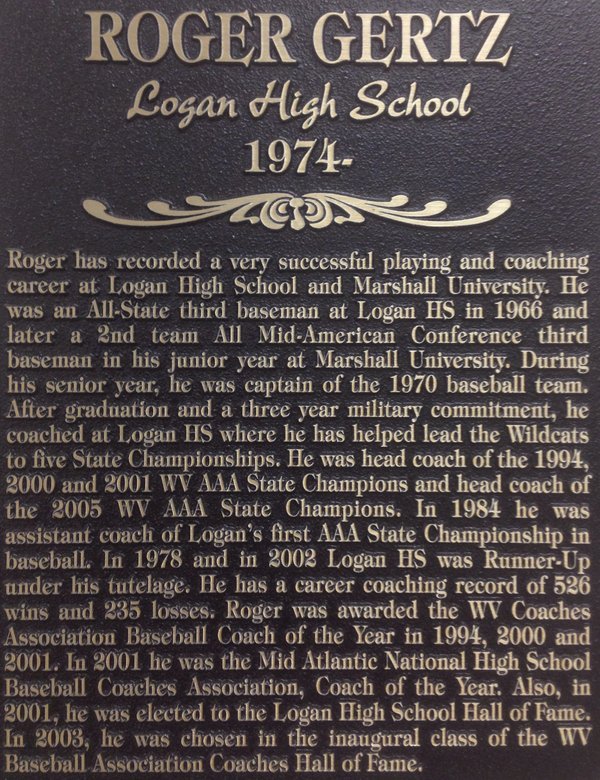 ROGER GERTZ
Logan High School
1974-
Roger has recorded a very successful playing and coaching
career at Logan High School and Marshall University. He
was an All-State third baseman at Logan HS in 1966 and
later a 2nd team All Mid-American Conference third
baseman in his junior year at Marshall University. During
his senior year, he was captain of the 1970 baseball team.
After graduation and a three year military commitment, he
coached at Logan HS where he has helped lead the Wildcats
to five State Championships. He was head coach of the 1994,
2000 and 2001 WV AAA State Champions and head coach of
the 2005 WV AAA State Champions. In 1984 he was
assistant coach of Logan's first AAA State Championship in
baseball. In 1978 and in 2002 Logan HS was Runner-Up
under his tutelage. He has a career coaching record of 526
wins and 235 losses. Roger was awarded the WV Coaches
Association Baseball Coach of the Year in 1994, 2000 and
2001. In 2001 he was the Mid Atlantic National High School
Baseball Coaches Association, Coach of the Year. Also, in
2001, he was elected to the Logan High School Hall of Fame.
In 2003, he was chosen in the inaugural class of the WV
Baseball Association Coaches Hall of Fame.